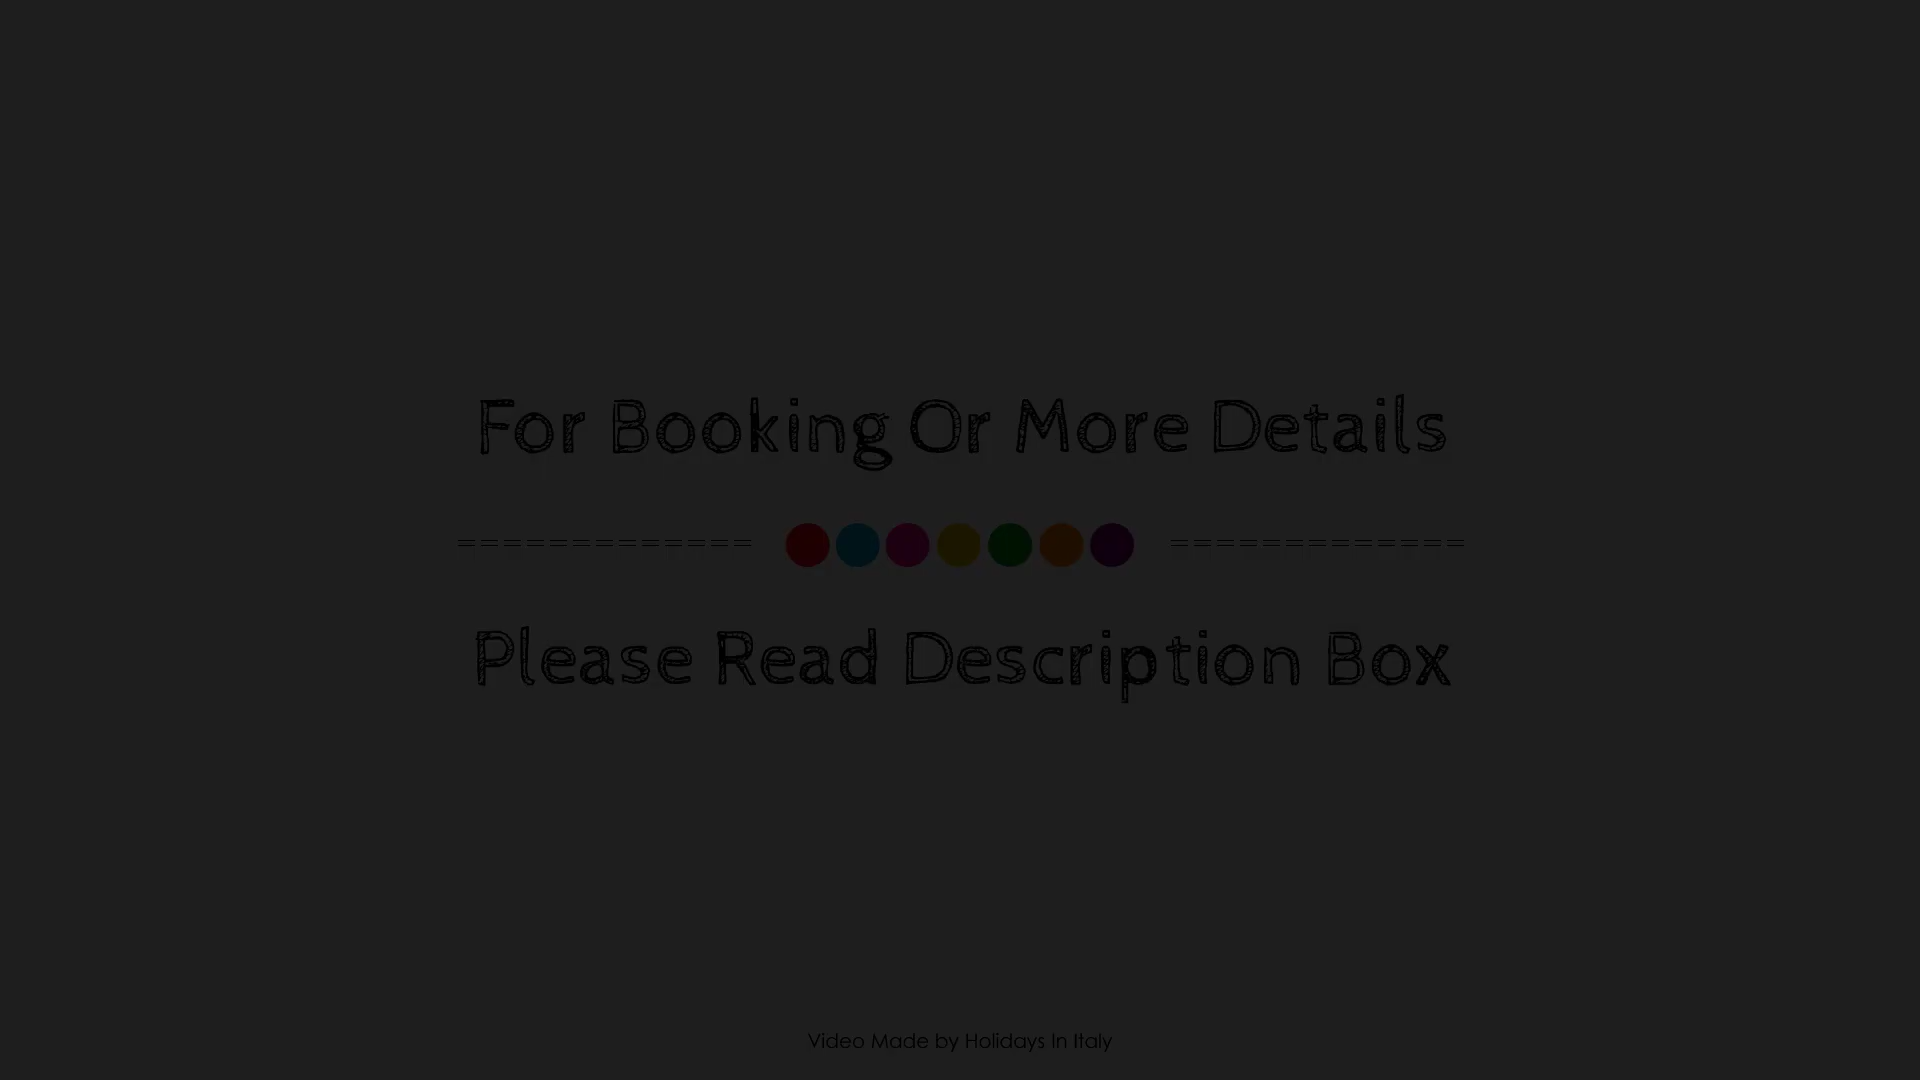 For Booking Or More Details
============= =============
Please Read Description Box
Video Made by Holidays In Italy